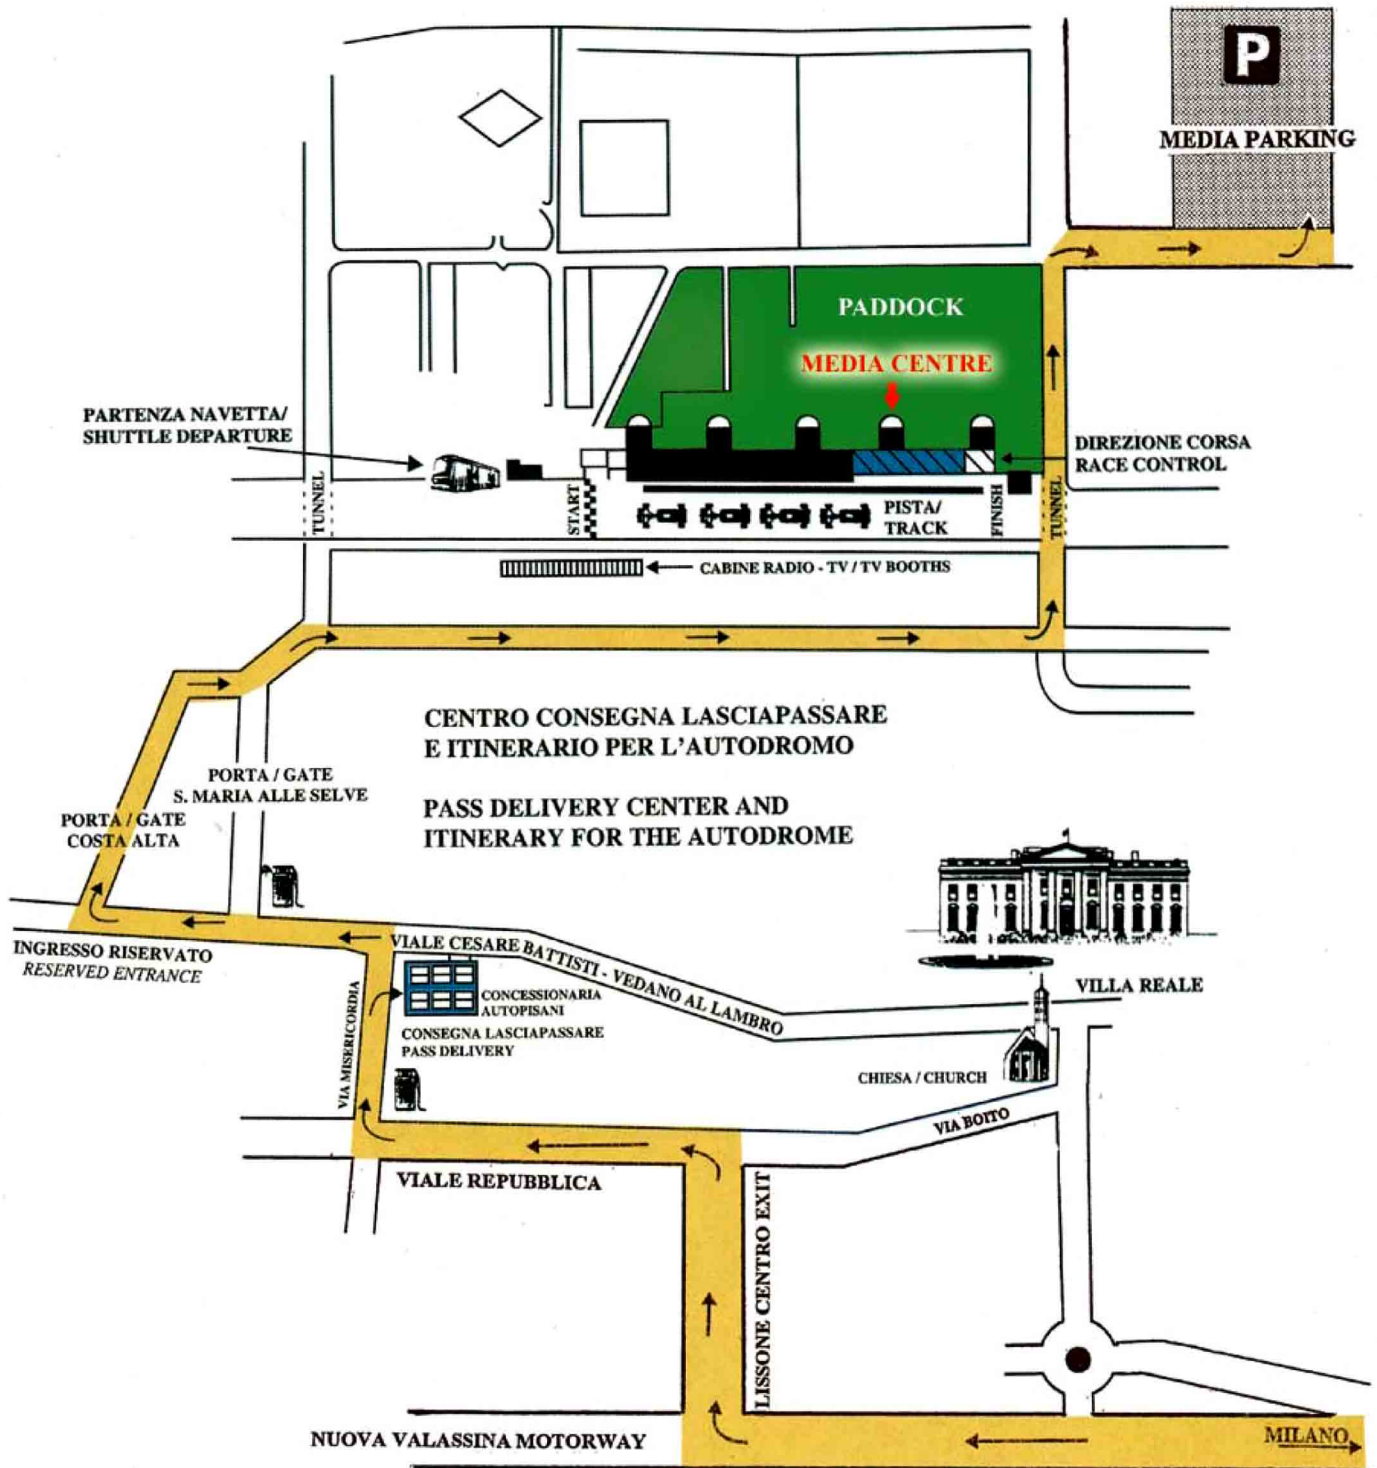 P
MEDIA PARKING
PADDOCK
MEDIA CENTRE
PARTENZA NAVETTA/
SHUTTLE DEPARTURE
DIREZIONE CORSA
RACE CONTROL
TUNNEL
START
PISTA/
TRACK
FINISH
TUNNEL
CABINE RADIO - TV / TV BOOTHS
CENTRO CONSEGNA LASCIAPASSARE
E ITINERARIO PER L'AUTODROMO
PASS DELIVERY CENTER AND
ITINERARY FOR THE AUTODROME
PORTA / GATE
S. MARIA ALLE SELVE
PORTA / GATE
COSTA ALTA
INGRESSO RISERVATO
RESERVED ENTRANCE
VIALE CESARE BATTISTI - VEDANO AL LAMBRO
VILLA REALE
CONCESSIONARIA
AUTOPISANI
CONSEGNA LASCIAPASSARE
PASS DELIVERY
VIA MISERICORDIA
CHIESA / CHURCH
VIA BOITO
VIALE REPUBBLICA
LISSONE CENTRO EXIT
NUOVA VALASSINA MOTORWAY
MILANO